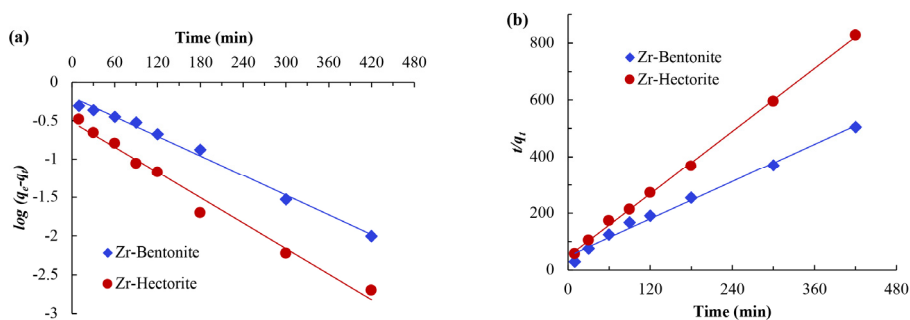 (a)
Time (min)
0 60 120 180 240 300 360 420 480
0
-0.5
-1
-1.5
-2
-2.5
-3
log (qe-qt)
Zr-Bentonite
Zr-Hectorite
(b)
800
600
400
200
0
t/qt
Zr-Bentonite
Zr-Hectorite
0 120 240 360 480
Time (min)